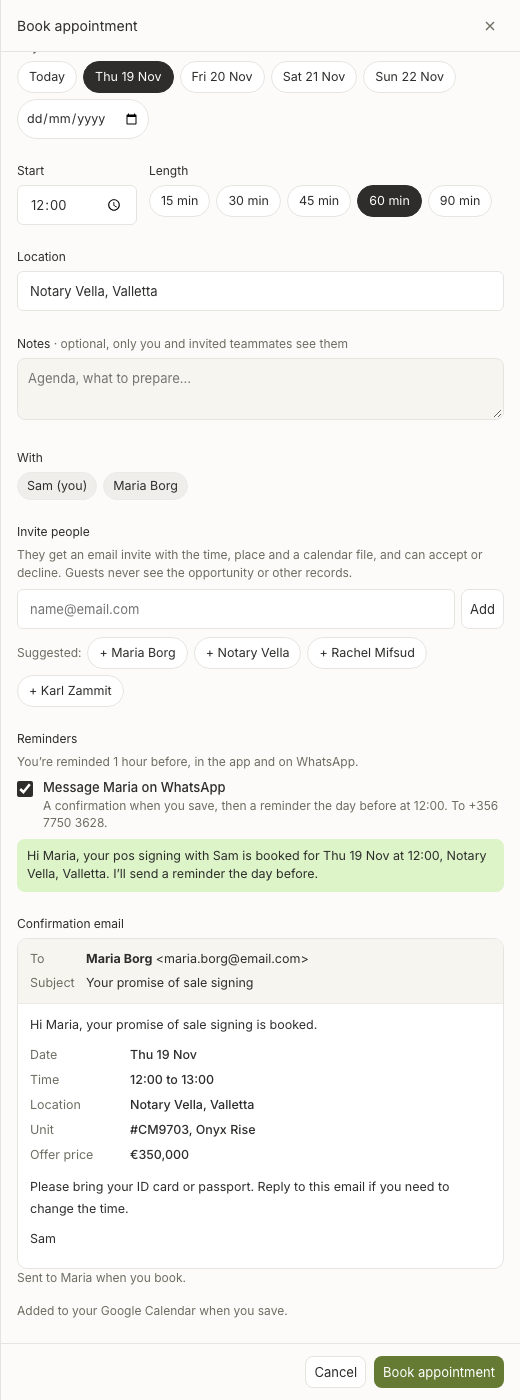 Book appointment
Today
Thu 19 Nov
Fri 20 Nov
Sat 21 Nov
Sun 22 Nov
dd/mm/yyyy
Start
Length
12:00
15 min
30 min
45 min
60 min
90 min
Location
Notary Vella, Valletta
Notes · optional, only you and invited teammates see them
Agenda, what to prepare...
With
Sam (you)
Maria Borg
Invite people
They get an email invite with the time, place and a calendar file, and can accept or
decline. Guests never see the opportunity or other records.
name@email.com
Add
Suggested:
+ Maria Borg
+ Notary Vella
+ Rachel Mifsud
+ Karl Zammit
Reminders
You’re reminded 1 hour before, in the app and on WhatsApp.
Message Maria on WhatsApp
A confirmation when you save, then a reminder the day before at 12:00. To +356
7750 3628.
Hi Maria, your pos signing with Sam is booked for Thu 19 Nov at 12:00, Notary
Vella, Valletta. I’ll send a reminder the day before.
Confirmation email
To Maria Borg <maria.borg@email.com>
Subject Your promise of sale signing
Hi Maria, your promise of sale signing is booked.
Date Thu 19 Nov
Time 12:00 to 13:00
Location Notary Vella, Valletta
Unit #CM9703, Onyx Rise
Offer price €350,000
Please bring your ID card or passport. Reply to this email if you need to
change the time.
Sam
Sent to Maria when you book.
Added to your Google Calendar when you save.
Cancel
Book appointment